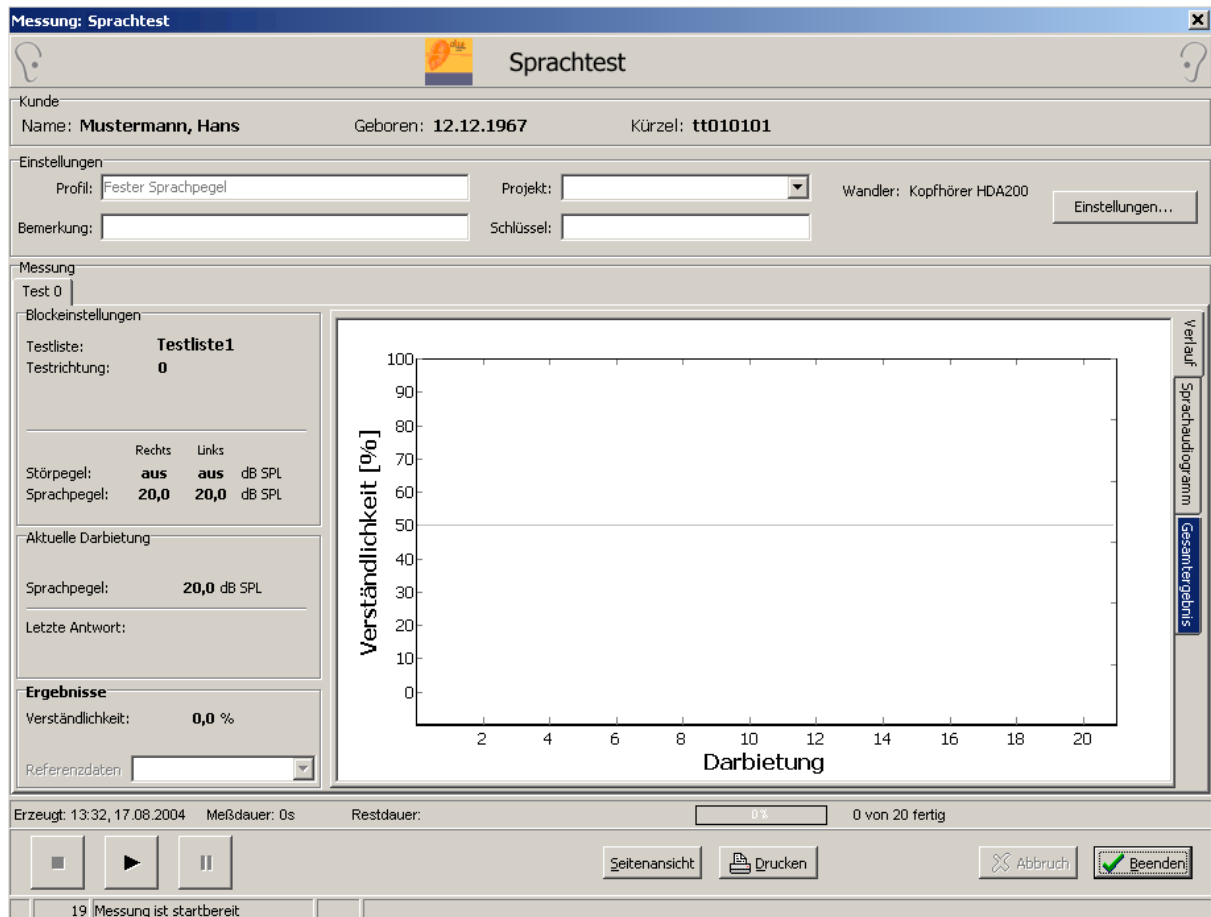 Messung: Sprachtest
Sprachtest
Kunde
Name: Mustermann, Hans Geboren: 12.12.1967 Kürzel: tt010101
Einstellungen
Profil: Fester Sprachpegel Projekt: Wandler: Kopfhörer HDA200 Einstellungen...
Bemerkung: Schlüssel:
Messung
Test 0
Blockeinstellungen
Testliste: Testliste1
Testrichtung: 0
Rechts Links
Störpegel: aus aus dB SPL
Sprachpegel: 20,0 20,0 dB SPL
Aktuelle Darbietung
Sprachpegel: 20,0 dB SPL
Letzte Antwort:
Ergebnisse
Verständlichkeit: 0,0 %
Referenzdaten
Verständlichkeit [%]
100
90
80
70
60
50
40
30
20
10
0
2 4 6 8 10 12 14 16 18 20
Darbietung
Verlauf
Sprachaudiogramm
Gesamtergebnis
Erzeugt: 13:32, 17.08.2004 Meßdauer: 0s Restdauer: 0% 0 von 20 fertig
Seitenansicht Drucken Abbruch Beenden
19 Messung ist startbereit